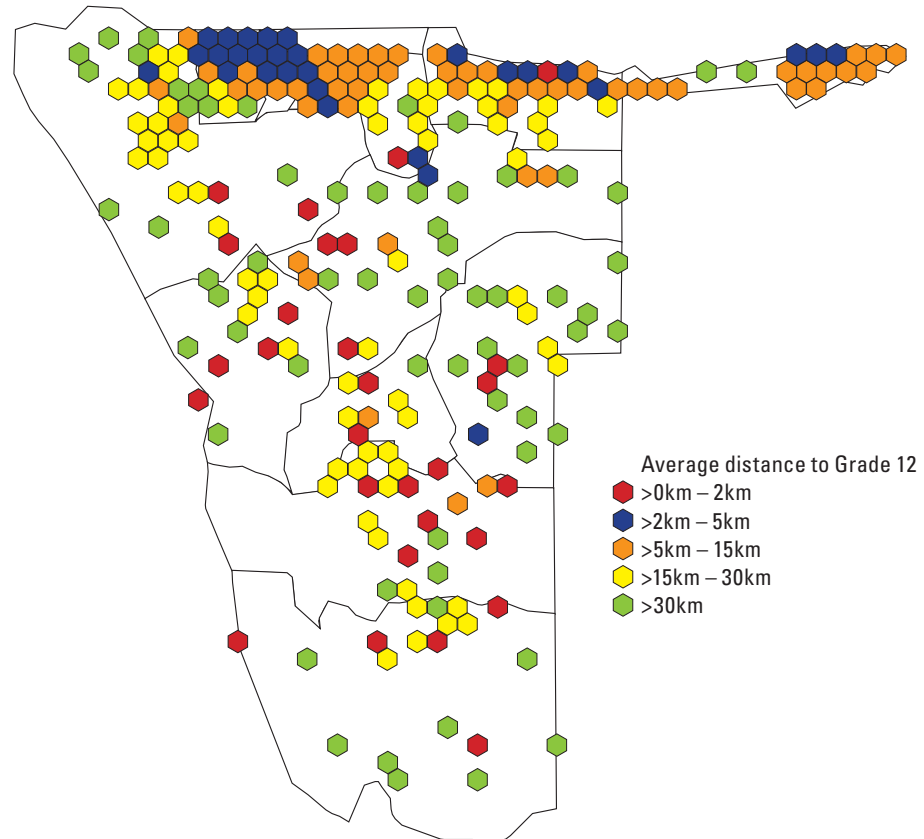 Average distance to Grade 12
>0km – 2km
>2km – 5km
>5km – 15km
>15km – 30km
>30km